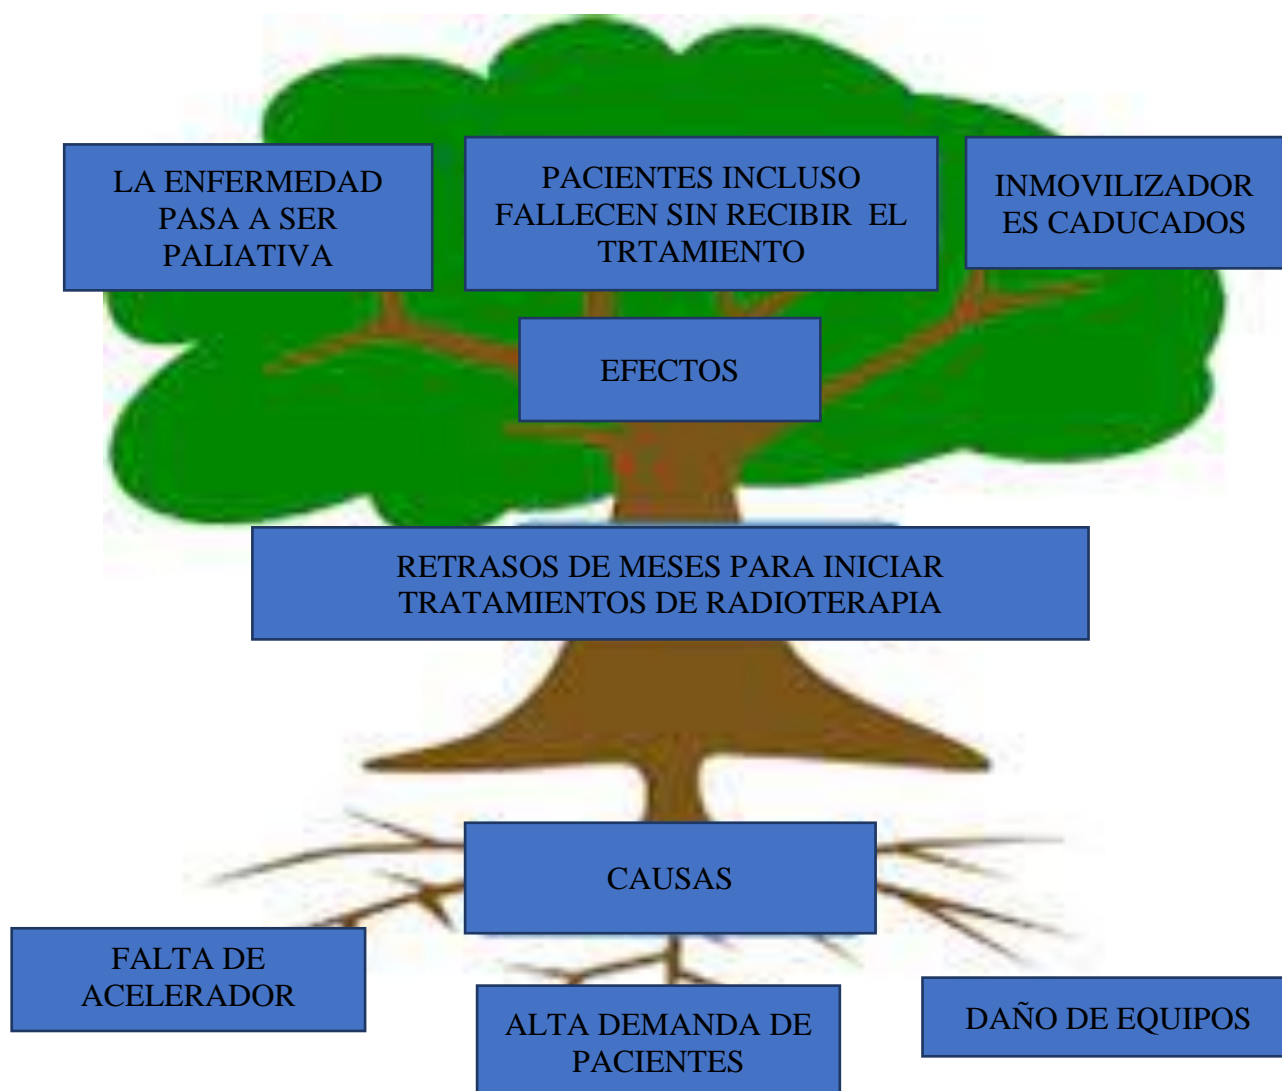 LA ENFERMEDAD
PASA A SER
PALIATIVA
PACIENTES INCLUSO
FALLECEN SIN RECIBIR EL
TRTAMIENTO
INMOVILIZADOR
ES CADUCADOS
EFECTOS
RETRASOS DE MESES PARA INICIAR
TRATAMIENTOS DE RADIOTERAPIA
CAUSAS
FALTA DE
ACELERADOR
ALTA DEMANDA DE
PACIENTES
DAÑO DE EQUIPOS